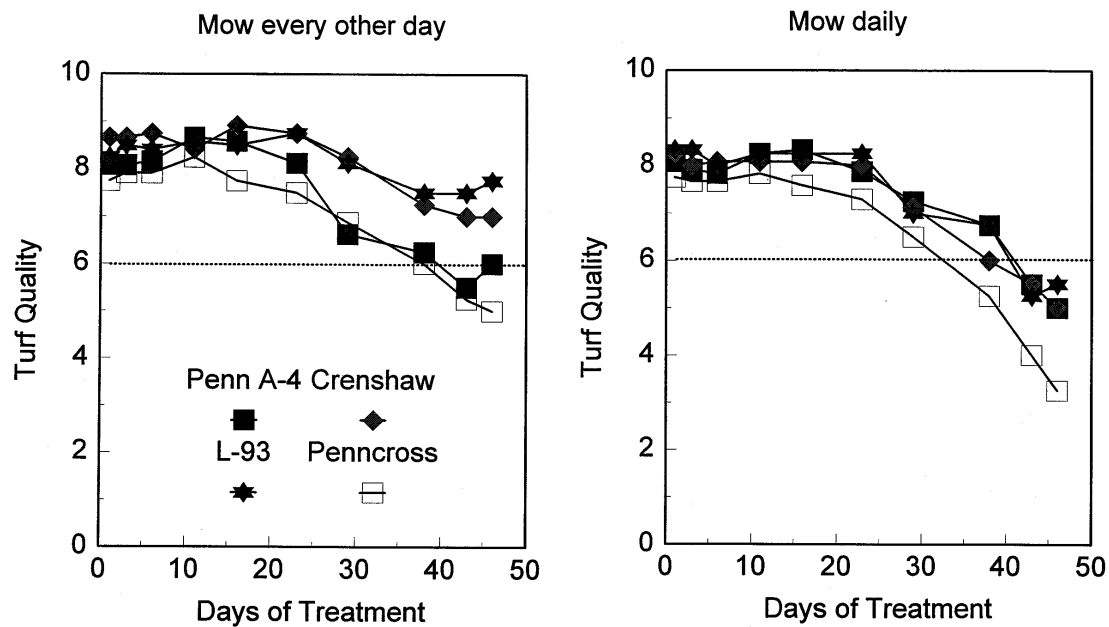 Mow every other day
10
8
6
4
2
0
Turf Quality
Penn A-4 Crenshaw
L-93 Penncross
0 10 20 30 40 50
Days of Treatment
Mow daily
10
8
6
4
2
0
Turf Quality
0 10 20 30 40 50
Days of Treatment